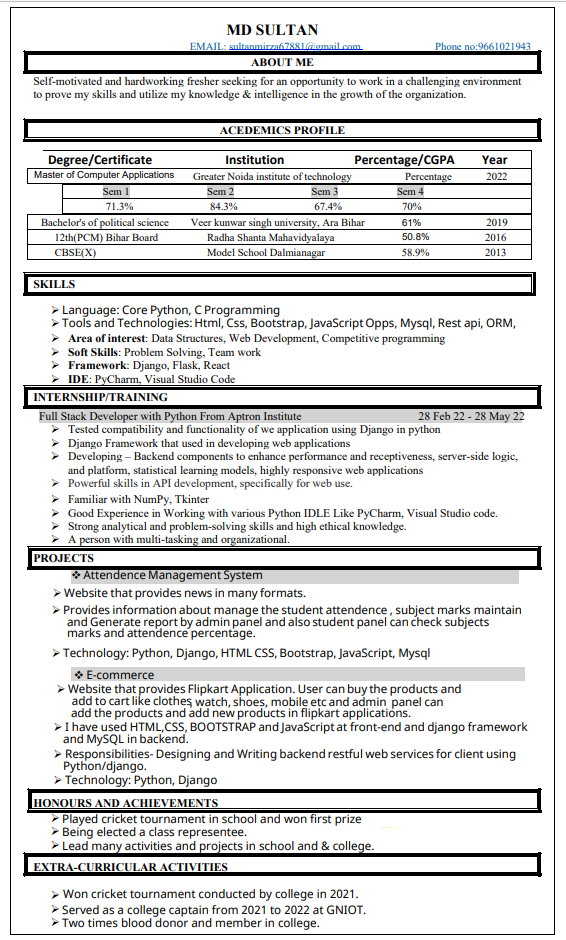 MD SULTAN
EMAIL: sultanmirza67881@gmail.com, Phone no:9661021943
ABOUT ME
Self-motivated and hardworking fresher seeking for an opportunity to work in a challenging environment
to prove my skills and utilize my knowledge & intelligence in the growth of the organization.
ACEDEMICS PROFILE
Degree/Certificate Institution Percentage/CGPA Year
Master of Computer Applications Greater Noida institute of technology Percentage 2022
Sem 1 Sem 2 Sem 3 Sem 4
71.3% 84.3% 67.4% 70%
Bachelor's of political science Veer kunwar singh university, Ara Bihar 61% 2019
12th(PCM) Bihar Board Radha Shanta Mahavidyalaya 50.8% 2016
CBSE(X) Model School Dalmianagar 58.9% 2013
SKILLS
➢ Language: Core Python, C Programming
➢ Tools and Technologies: Html, Css, Bootstrap, JavaScript Opps, Mysql, Rest api, ORM,
➢ Area of interest: Data Structures, Web Development, Competitive programming
➢ Soft Skills: Problem Solving, Team work
➢ Framework: Django, Flask, React
➢ IDE: PyCharm, Visual Studio Code
INTERNSHIP/TRAINING
Full Stack Developer with Python From Aptron Institute 28 Feb 22 - 28 May 22
➢ Tested compatibility and functionality of we application using Django in python
➢ Django Framework that used in developing web applications
➢ Developing – Backend components to enhance performance and receptiveness, server-side logic,
and platform, statistical learning models, highly responsive web applications
➢ Powerful skills in API development, specifically for web use.
➢ Familiar with NumPy, Tkinter
➢ Good Experience in Working with various Python IDLE Like PyCharm, Visual Studio code.
➢ Strong analytical and problem-solving skills and high ethical knowledge.
➢ A person with multi-tasking and organizational.
PROJECTS
❖ Attendence Management System
➢ Website that provides news in many formats.
➢ Provides information about manage the student attendence , subject marks maintain
and Generate report by admin panel and also student panel can check subjects
marks and attendence percentage.
➢ Technology: Python, Django, HTML CSS, Bootstrap, JavaScript, Mysql
❖ E-commerce
➢ Website that provides Flipkart Application. User can buy the products and
add to cart like clothes, watch, shoes, mobile etc and admin panel can
add the products and add new products in flipkart applications.
➢ I have used HTML,CSS, BOOTSTRAP and JavaScript at front-end and django framework
and MySQL in backend.
➢ Responsibilities- Designing and Writing backend restful web services for client using
Python/django.
➢ Technology: Python, Django
HONOURS AND ACHIEVEMENTS
➢ Played cricket tournament in school and won first prize
➢ Being elected a class representee.
➢ Lead many activities and projects in school and & college.
EXTRA-CURRICULAR ACTIVITIES
➢ Won cricket tournament conducted by college in 2021.
➢ Served as a college captain from 2021 to 2022 at GNIOT.
➢ Two times blood donor and member in college.